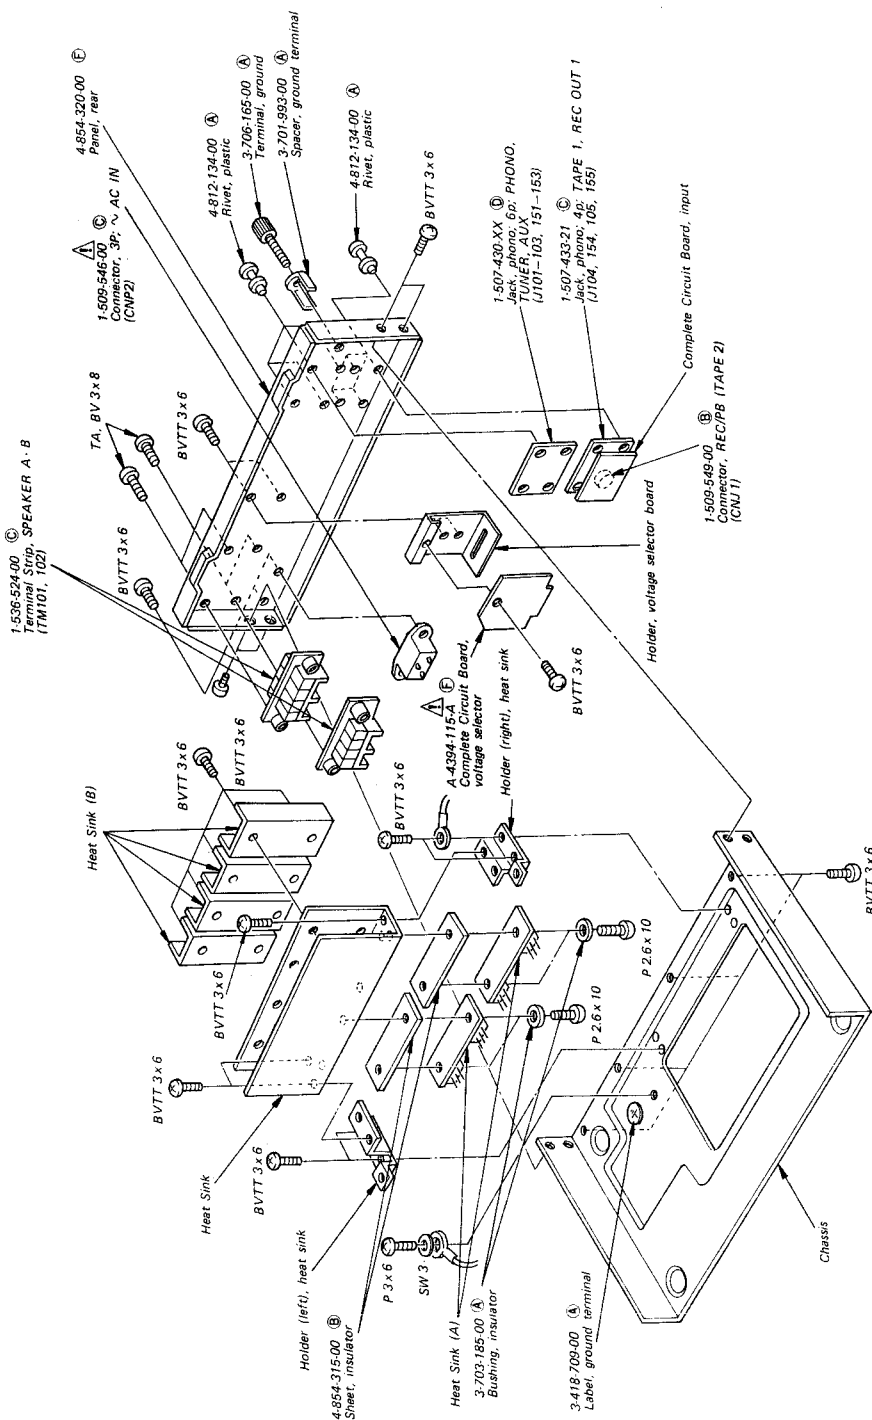 1-536-524-00 Ⓒ
Terminal Strip, SPEAKER A · B
(TM101, 102)
TA, BV 3 x 8
⚠
1-509-546-00 Ⓒ
Connector, 3P; ~ AC IN
(CNP2)
4-854-320-00 Ⓕ
Panel, rear
4-812-134-00 Ⓐ
Rivet, plastic
3-706-165-00 Ⓐ
Terminal, ground
3-701-993-00 Ⓐ
Spacer, ground terminal
4-812-134-00 Ⓐ
Rivet, plastic
BVTT 3 x 6
BVTT 3 x 6
BVTT 3 x 6
BVTT 3 x 6
BVTT 3 x 6
Heat Sink (B)
BVTT 3 x 6
BVTT 3 x 6
Heat Sink
BVTT 3 x 6
Holder (left), heat sink
4-854-315-00 Ⓑ
Sheet, insulator
P 3 x 6
SW 3
Heat Sink (A)
3-703-185-00 Ⓐ
Bushing, insulator
3-418-709-00 Ⓐ
Label, ground terminal
Chassis
P 2.6 x 10
P 2.6 x 10
BVTT 3 x 6
BVTT 3 x 6
⚠ Ⓕ
A-4394-115-A
Complete Circuit Board,
voltage selector
Holder (right), heat sink
BVTT 3 x 6
Holder, voltage selector board
1-507-430-XX Ⓓ
Jack, phono; 6p; PHONO,
TUNER, AUX
(J101–103, 151–153)
1-507-433-21 Ⓒ
Jack, phono; 4p; TAPE 1, REC OUT 1
(J104, 154, 105, 155)
Complete Circuit Board, input
1-509-549-00 Ⓑ
Connector, REC/PB (TAPE 2)
(CNJ1)